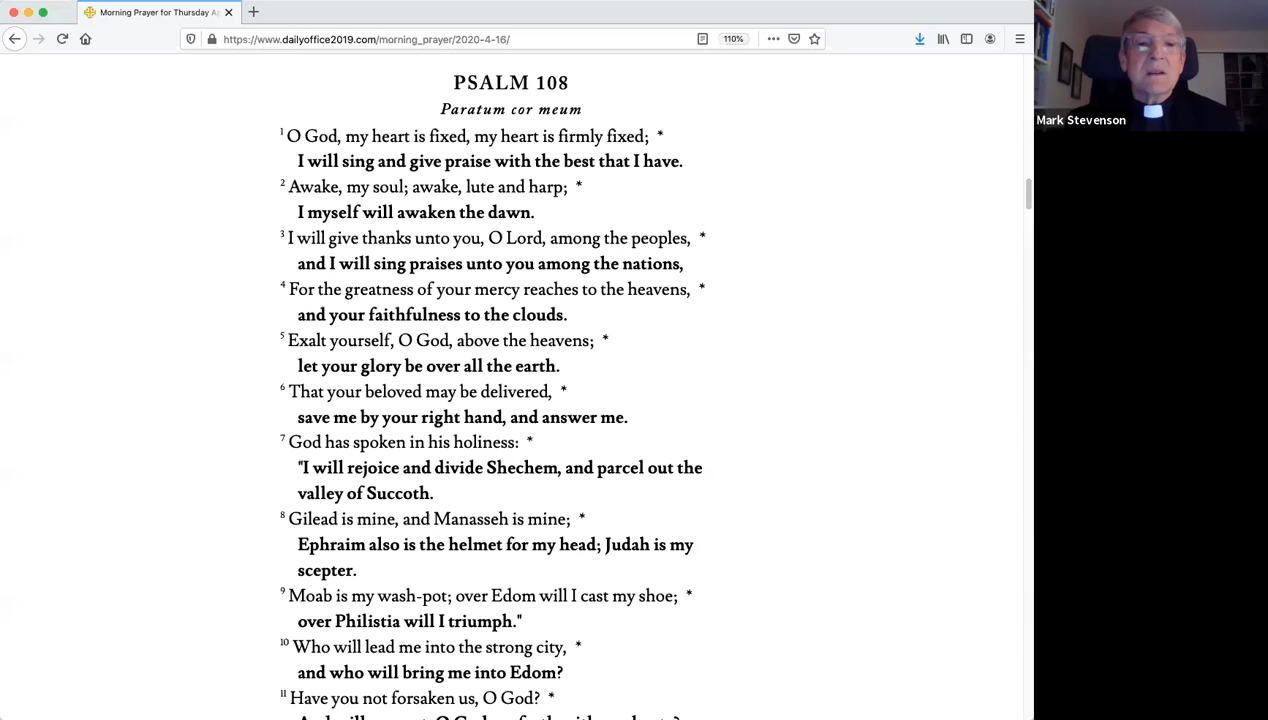 Morning Prayer for Thursday Ap
https://www.dailyoffice2019.com/morning_prayer/2020-4-16/
110%
Mark Stevenson
PSALM 108
Paratum cor meum
1 O God, my heart is fixed, my heart is firmly fixed; *
I will sing and give praise with the best that I have.
2 Awake, my soul; awake, lute and harp; *
I myself will awaken the dawn.
3 I will give thanks unto you, O Lord, among the peoples, *
and I will sing praises unto you among the nations,
4 For the greatness of your mercy reaches to the heavens, *
and your faithfulness to the clouds.
5 Exalt yourself, O God, above the heavens; *
let your glory be over all the earth.
6 That your beloved may be delivered, *
save me by your right hand, and answer me.
7 God has spoken in his holiness: *
"I will rejoice and divide Shechem, and parcel out the
valley of Succoth.
8 Gilead is mine, and Manasseh is mine; *
Ephraim also is the helmet for my head; Judah is my
scepter.
9 Moab is my wash-pot; over Edom will I cast my shoe; *
over Philistia will I triumph."
10 Who will lead me into the strong city, *
and who will bring me into Edom?
11 Have you not forsaken us, O God? *